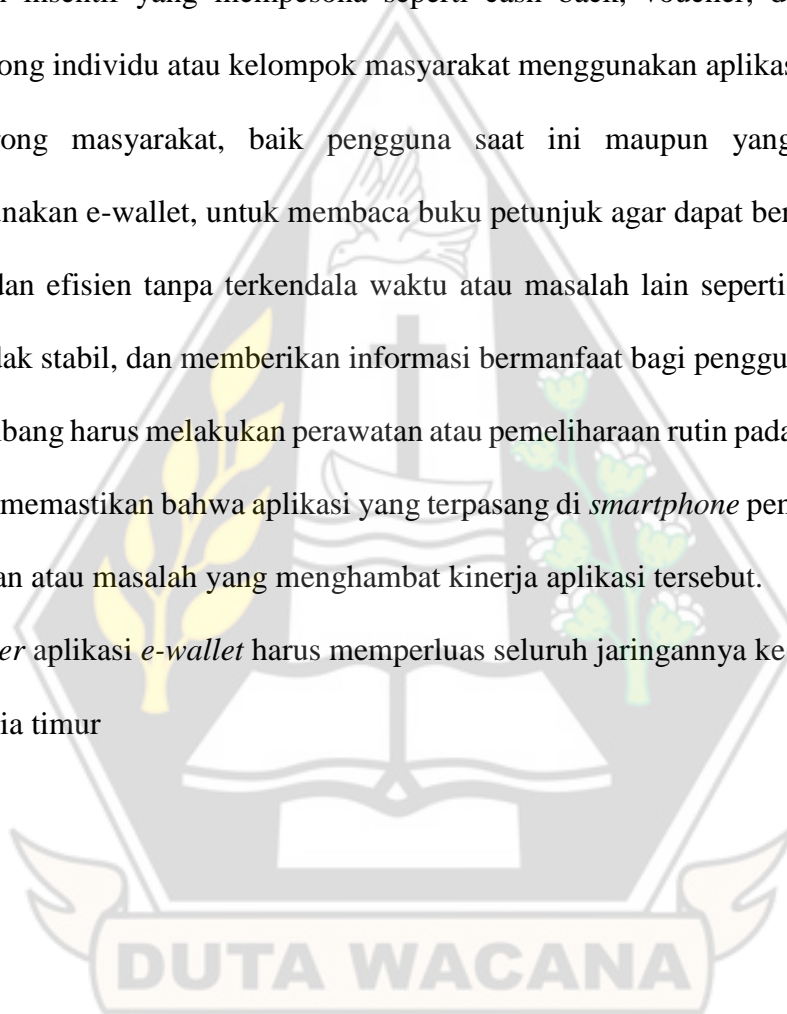 insentif yang mempesona seperti cash back, voucher,
ong individu atau kelompok masyarakat menggunakan aplikas
rong masyarakat, baik pengguna saat ini maupun yang
unakan e-wallet, untuk membaca buku petunjuk agar dapat ber
dan efisien tanpa terkendala waktu atau masalah lain seperti
dak stabil, dan memberikan informasi bermanfaat bagi penggu
bang harus melakukan perawatan atau pemeliharaan rutin pada
memastikan bahwa aplikasi yang terpasang di smartphone pen
an atau masalah yang menghambat kinerja aplikasi tersebut.
er aplikasi e-wallet harus memperluas seluruh jaringannya ke
ia timur
DUTA WACANA